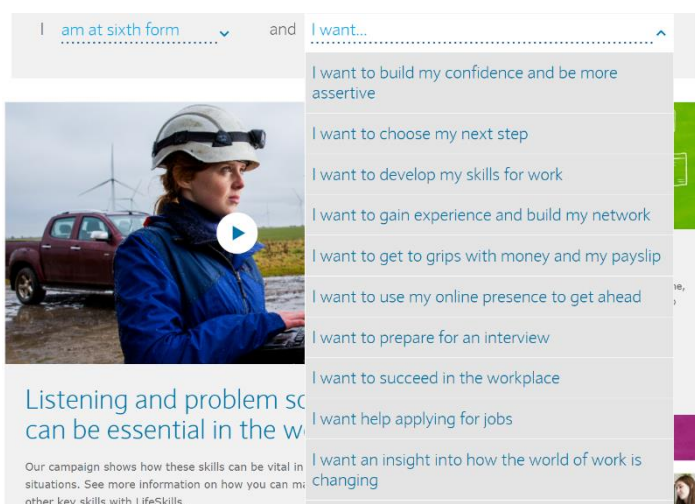 I am at sixth form and I want...
I want to build my confidence and be more
assertive
I want to choose my next step
I want to develop my skills for work
I want to gain experience and build my network
I want to get to grips with money and my payslip
I want to use my online presence to get ahead
I want to prepare for an interview
I want to succeed in the workplace
I want help applying for jobs
I want an insight into how the world of work is
changing
Listening and problem
can be essential in the
Our campaign shows how these skills can be vital in
situations. See more information on how you can
other key skills with LifeSkills